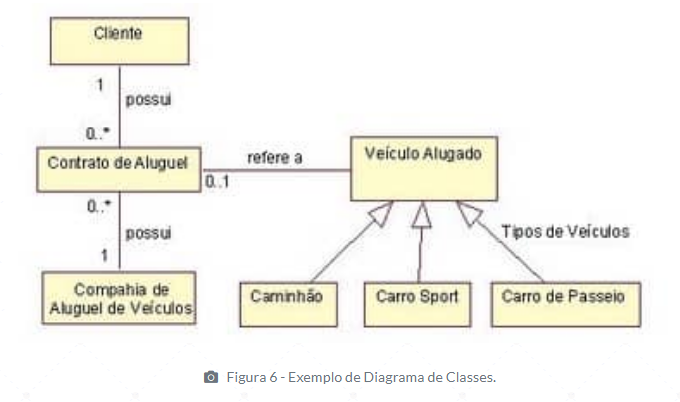 Cliente
1
possui
0..*
Contrato de Aluguel
refere a
0..1
Veículo Alugado
0..*
possui
1
Tipos de Veículos
Compahia de
Aluguel de Veículos
Caminhão
Carro Sport
Carro de Passeio
Figura 6 - Exemplo de Diagrama de Classes.